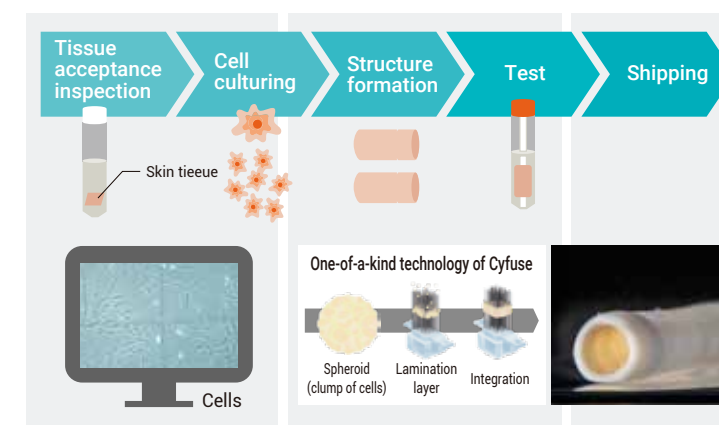 Tissue
acceptance
inspection
Cell
culturing
Structure
formation
Test
Shipping
Skin tieeue
Cells
One-of-a-kind technology of Cyfuse
Spheroid
(clump of cells)
Lamination
layer
Integration